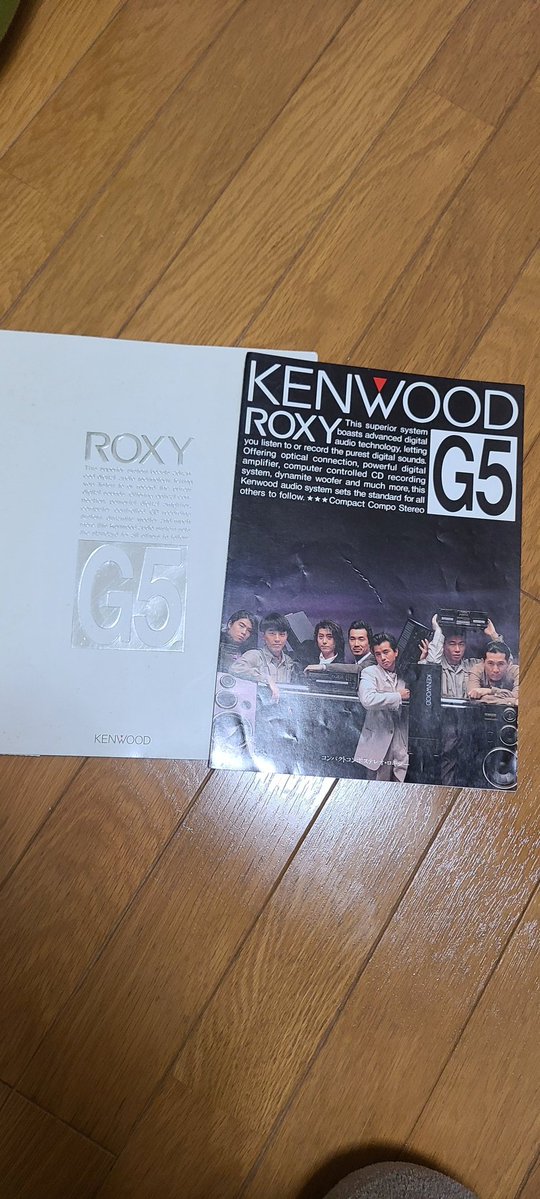 ROXY
G5
KENWOOD
KENWOOD
ROXY
This superior system
boasts advanced digital
audio technology, letting
you listen to or record the purest digital sounds.
Offering optical connection, powerful digital
amplifier, computer controlled CD recording
system, dynamite woofer and much more, this
Kenwood audio system sets the standard for all
others to follow. ★★★Compact Compo Stereo
G5
KENWOOD
コンパクトコンポステレオ・ロキシー